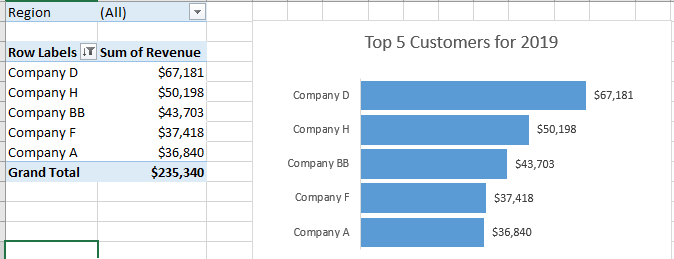 Region (All)
Row Labels Sum of Revenue
Company D $67,181
Company H $50,198
Company BB $43,703
Company F $37,418
Company A $36,840
Grand Total $235,340
Top 5 Customers for 2019
Company D $67,181
Company H $50,198
Company BB $43,703
Company F $37,418
Company A $36,840